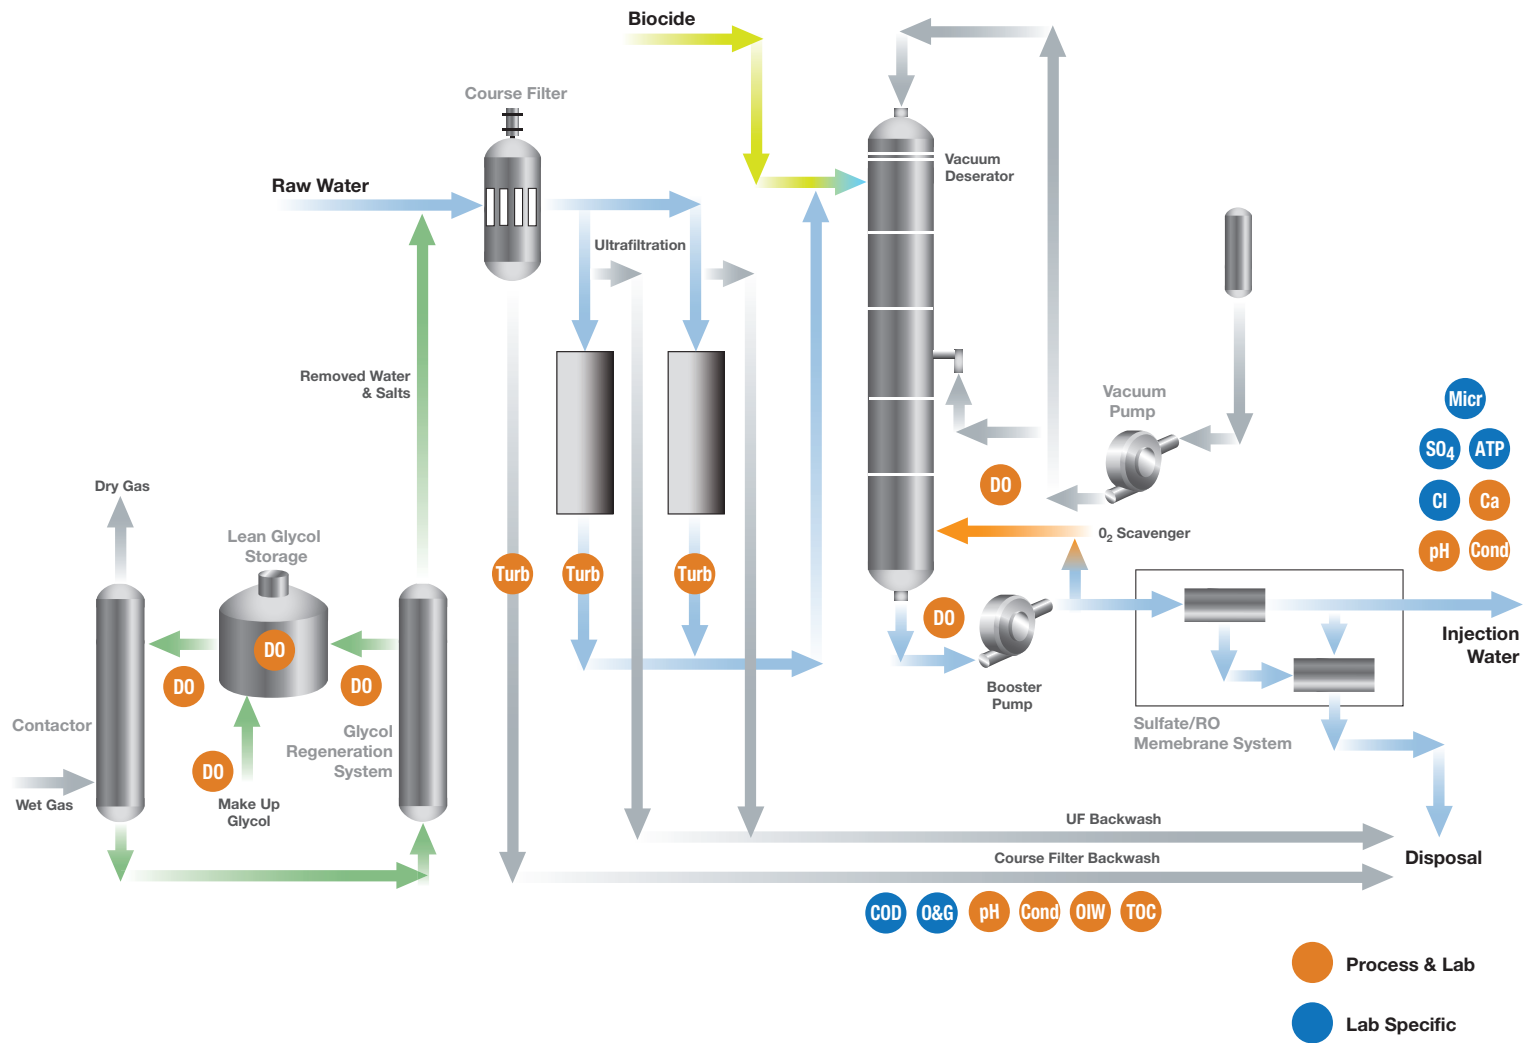 Biocide
Course Filter
Raw Water
Vacuum
Deserator
Ultrafiltration
Removed Water
& Salts
Vacuum
Pump
Micr
SO4
ATP
Cl
Ca
pH
Cond
DO
Dry Gas
Lean Glycol
Storage
02 Scavenger
Turb
Turb
Turb
DO
DO
DO
DO
Injection
Water
Booster
Pump
Sulfate/RO
Memebrane System
Contactor
Glycol
Regeneration
System
DO
Wet Gas
Make Up
Glycol
UF Backwash
Course Filter Backwash
Disposal
COD
O&G
pH
Cond
OIW
TOC
Process & Lab
Lab Specific